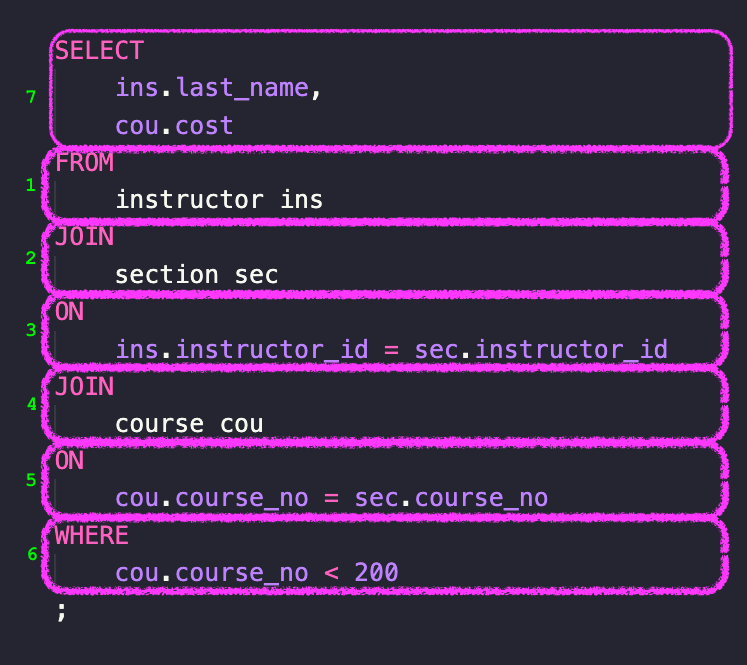 SELECT
7 ins.last_name,
cou.cost
FROM
1 instructor ins
JOIN
2 section sec
ON
3 ins.instructor_id = sec.instructor_id
JOIN
4 course cou
ON
5 cou.course_no = sec.course_no
WHERE
6 cou.course_no < 200
;